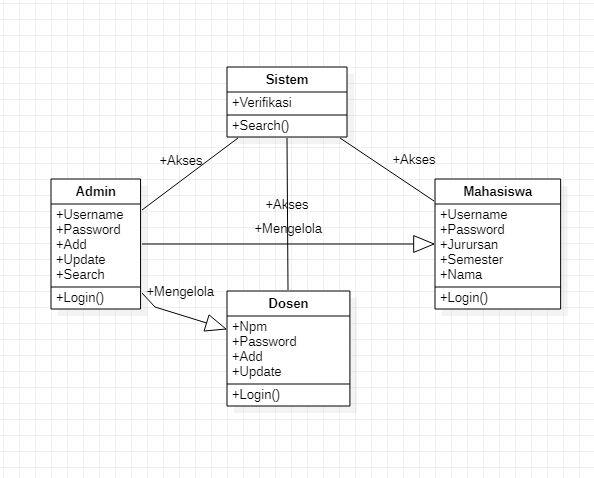 Sistem
+Verifikasi
+Search()
+Akses
+Akses
Admin
+Username
+Password
+Add
+Update
+Search
+Login()
+Akses
+Mengelola
Mahasiswa
+Username
+Password
+Jurursan
+Semester
+Nama
+Login()
+Mengelola
Dosen
+Npm
+Password
+Add
+Update
+Login()